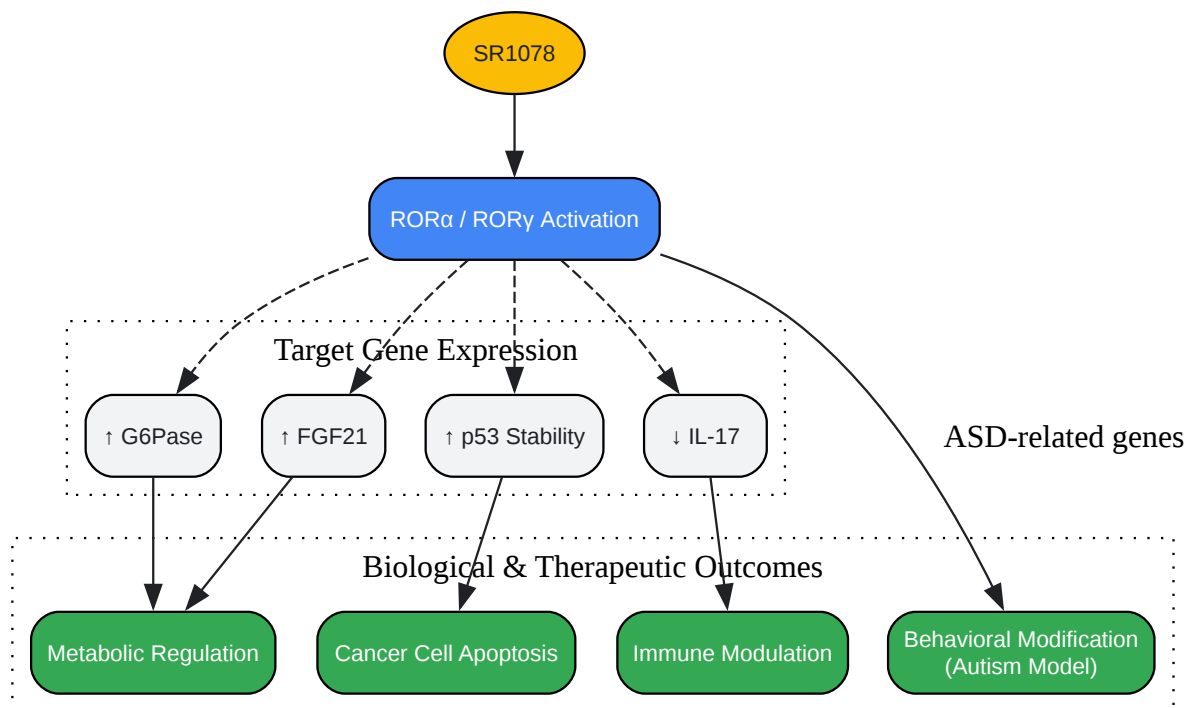 SR1078
RORα / RORγ Activation
Target Gene Expression
↑ G6Pase
↑ FGF21
↑ p53 Stability
↓ IL-17
ASD-related genes
Biological & Therapeutic Outcomes
Metabolic Regulation
Cancer Cell Apoptosis
Immune Modulation
Behavioral Modification
(Autism Model)